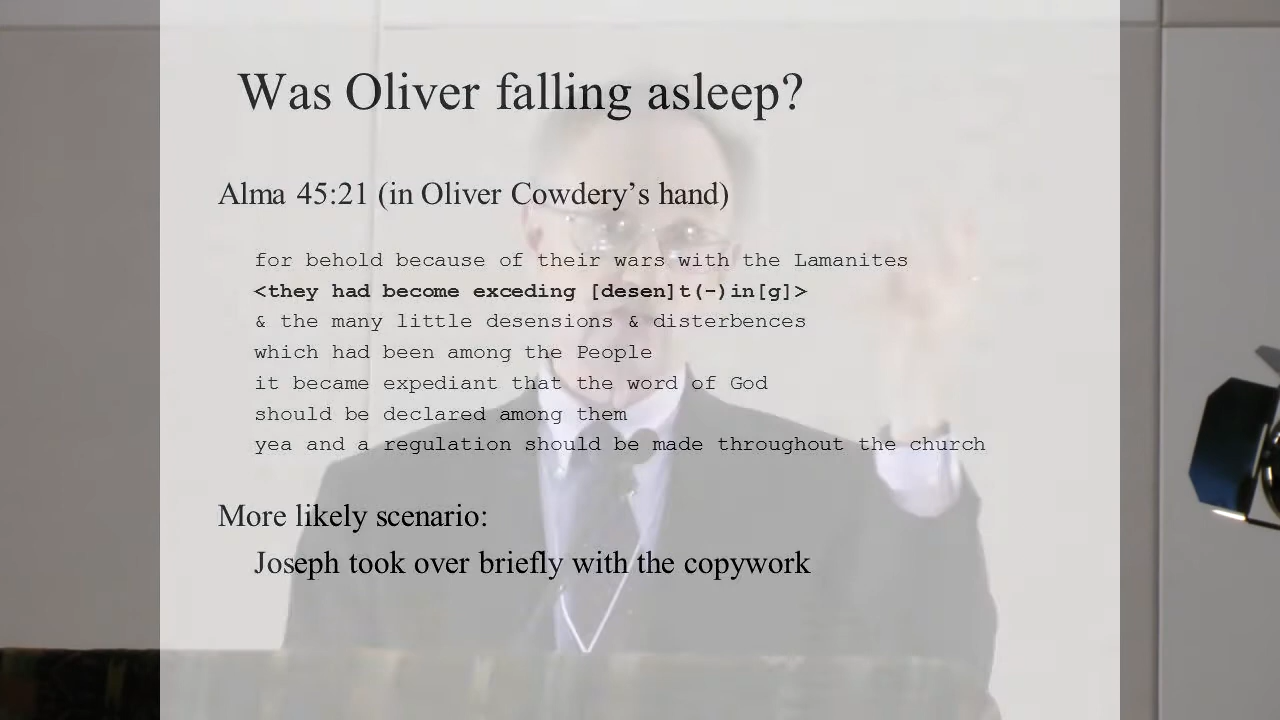 Was Oliver falling asleep?
Alma 45:21 (in Oliver Cowdery’s hand)
for behold because of their wars with the Lamanites
<they had become exceding [desen]t(-)in[g]>
& the many little desensions & disterbences
which had been among the People
it became expediant that the word of God
should be declared among them
yea and a regulation should be made throughout the church
More likely scenario:
Joseph took over briefly with the copywork